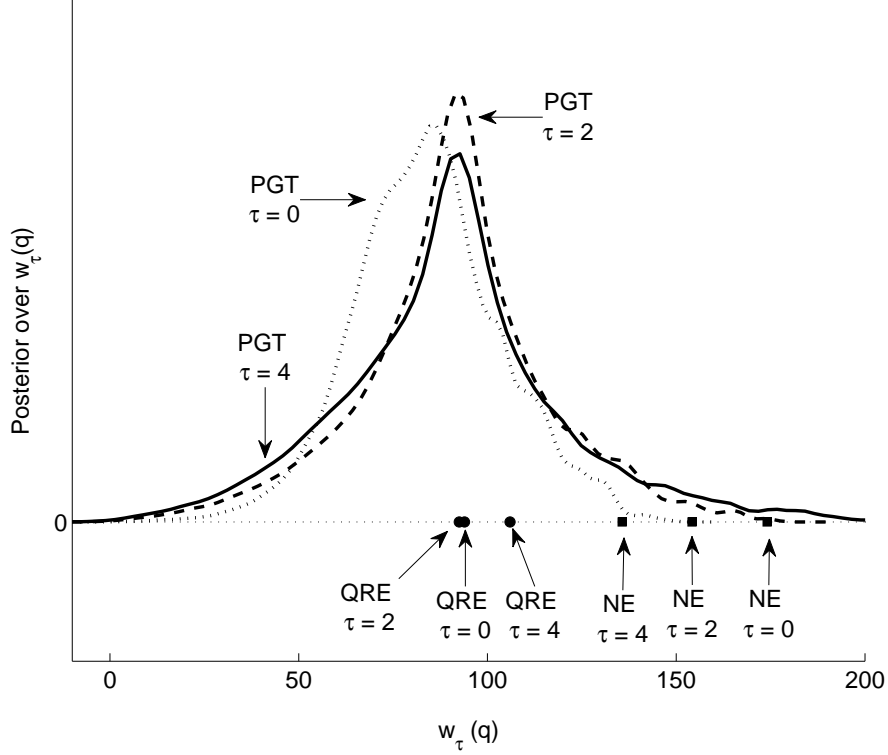 PGT
τ = 2
PGT
τ = 0
PGT
τ = 4
Posterior over w_τ(q)
0
QRE
τ = 2
QRE
τ = 0
QRE
τ = 4
NE
τ = 4
NE
τ = 2
NE
τ = 0
0 50 100 150 200
w_τ (q)